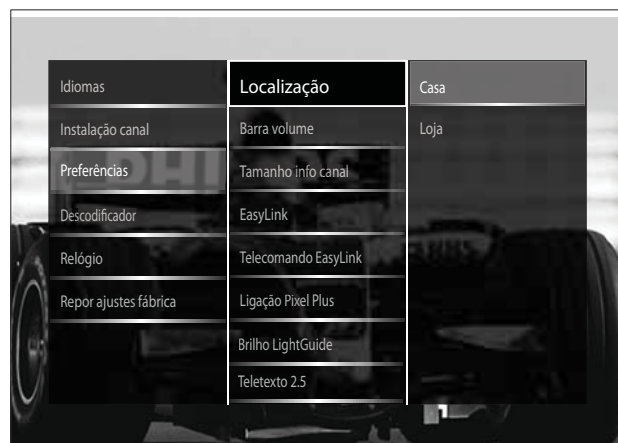 Idiomas
Instalação canal
Preferências
Descodificador
Relógio
Repor ajustes fábrica
Localização
Barra volume
Tamanho info canal
EasyLink
Telecomando EasyLink
Ligação Pixel Plus
Brilho LightGuide
Teletexto 2.5
Casa
Loja